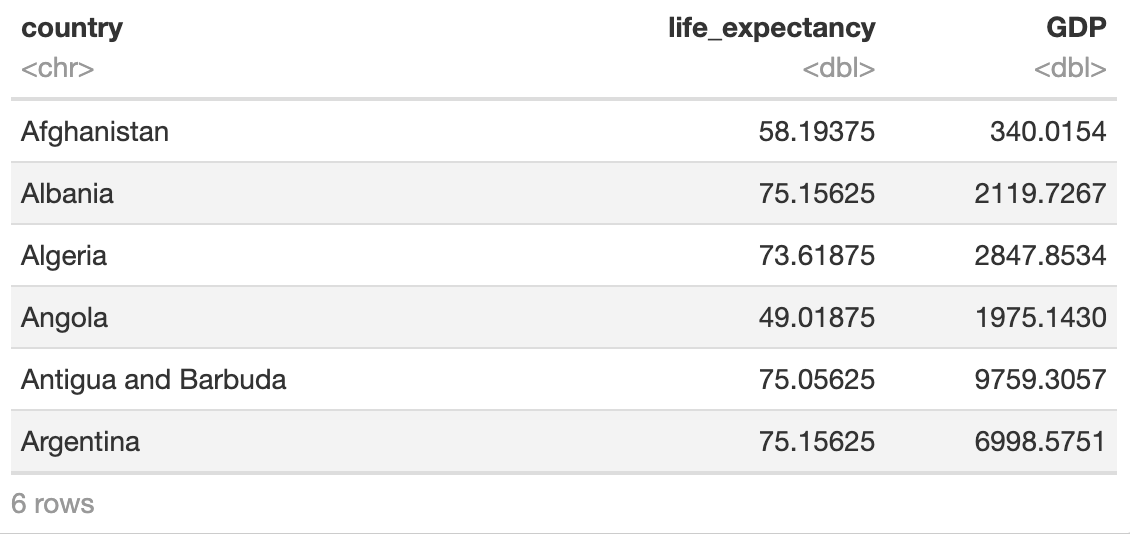 country life_expectancy GDP
<chr> <dbl> <dbl>
Afghanistan 58.19375 340.0154
Albania 75.15625 2119.7267
Algeria 73.61875 2847.8534
Angola 49.01875 1975.1430
Antigua and Barbuda 75.05625 9759.3057
Argentina 75.15625 6998.5751
6 rows